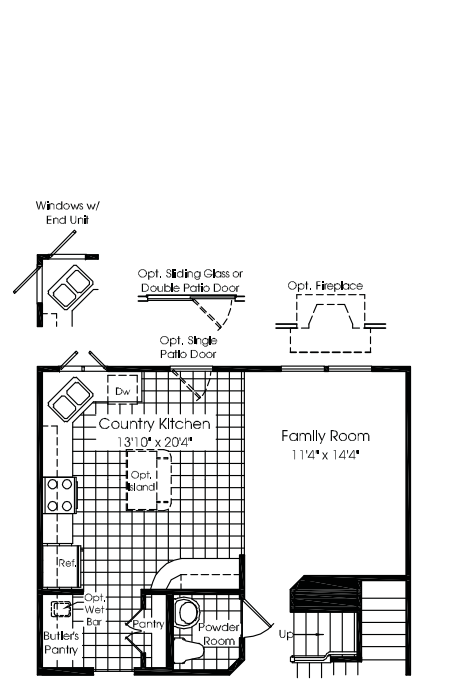 Windows w/
End Unit
Opt. Sliding Glass or
Double Patio Door
Opt. Fireplace
Opt. Single
Patio Door
Dw
Country Kitchen
13'10" x 20'4"
Family Room
11'4" x 14'4"
Opt.
Island
Ref.
Opt.
Wet
Bar
Butler's
Pantry
Pantry
Powder
Room
Up